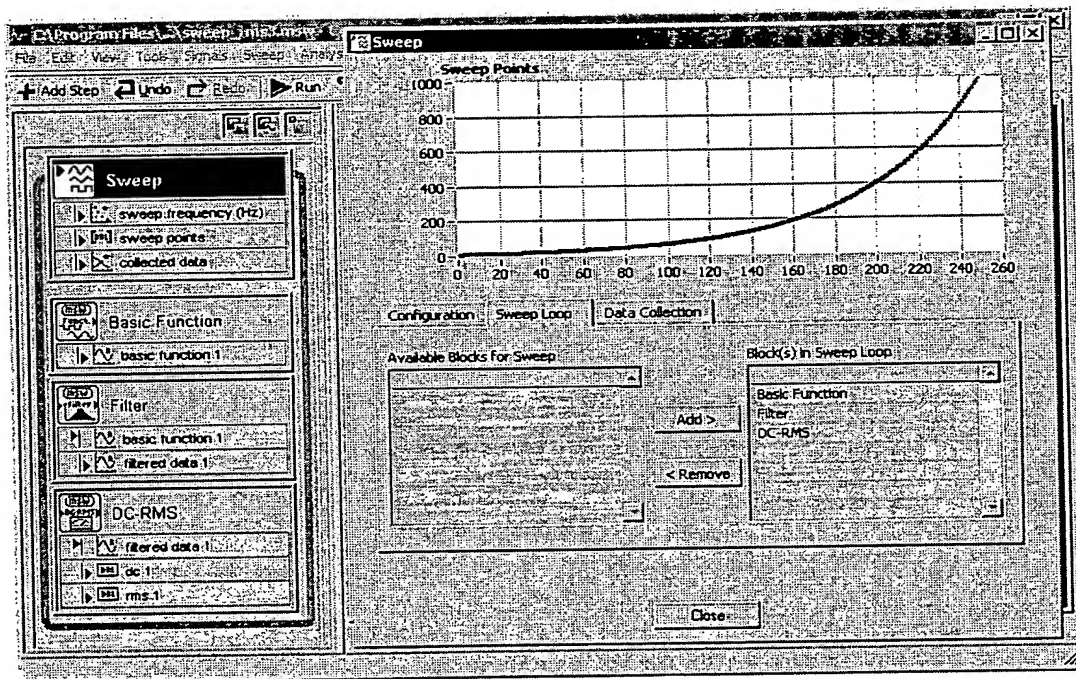 C:\Program Files\...\sweep_rms.msw
File Edit View Tools Signals Sweep
Add Step Undo Redo Run
Sweep
sweep frequency (Hz)
sweep points
collected data
Basic Function
basic function 1
Filter
basic function 1
filtered data 1
DC-RMS
filtered data 1
dc 1
rms 1
Sweep
Sweep Points
1000
800
600
400
200
0
0 20 40 60 80 100 120 140 160 180 200 220 240 260
Configuration Sweep Loop Data Collection
Available Blocks for Sweep
Block(s) in Sweep Loop
Basic Function
Filter
DC-RMS
Add >
< Remove
Close